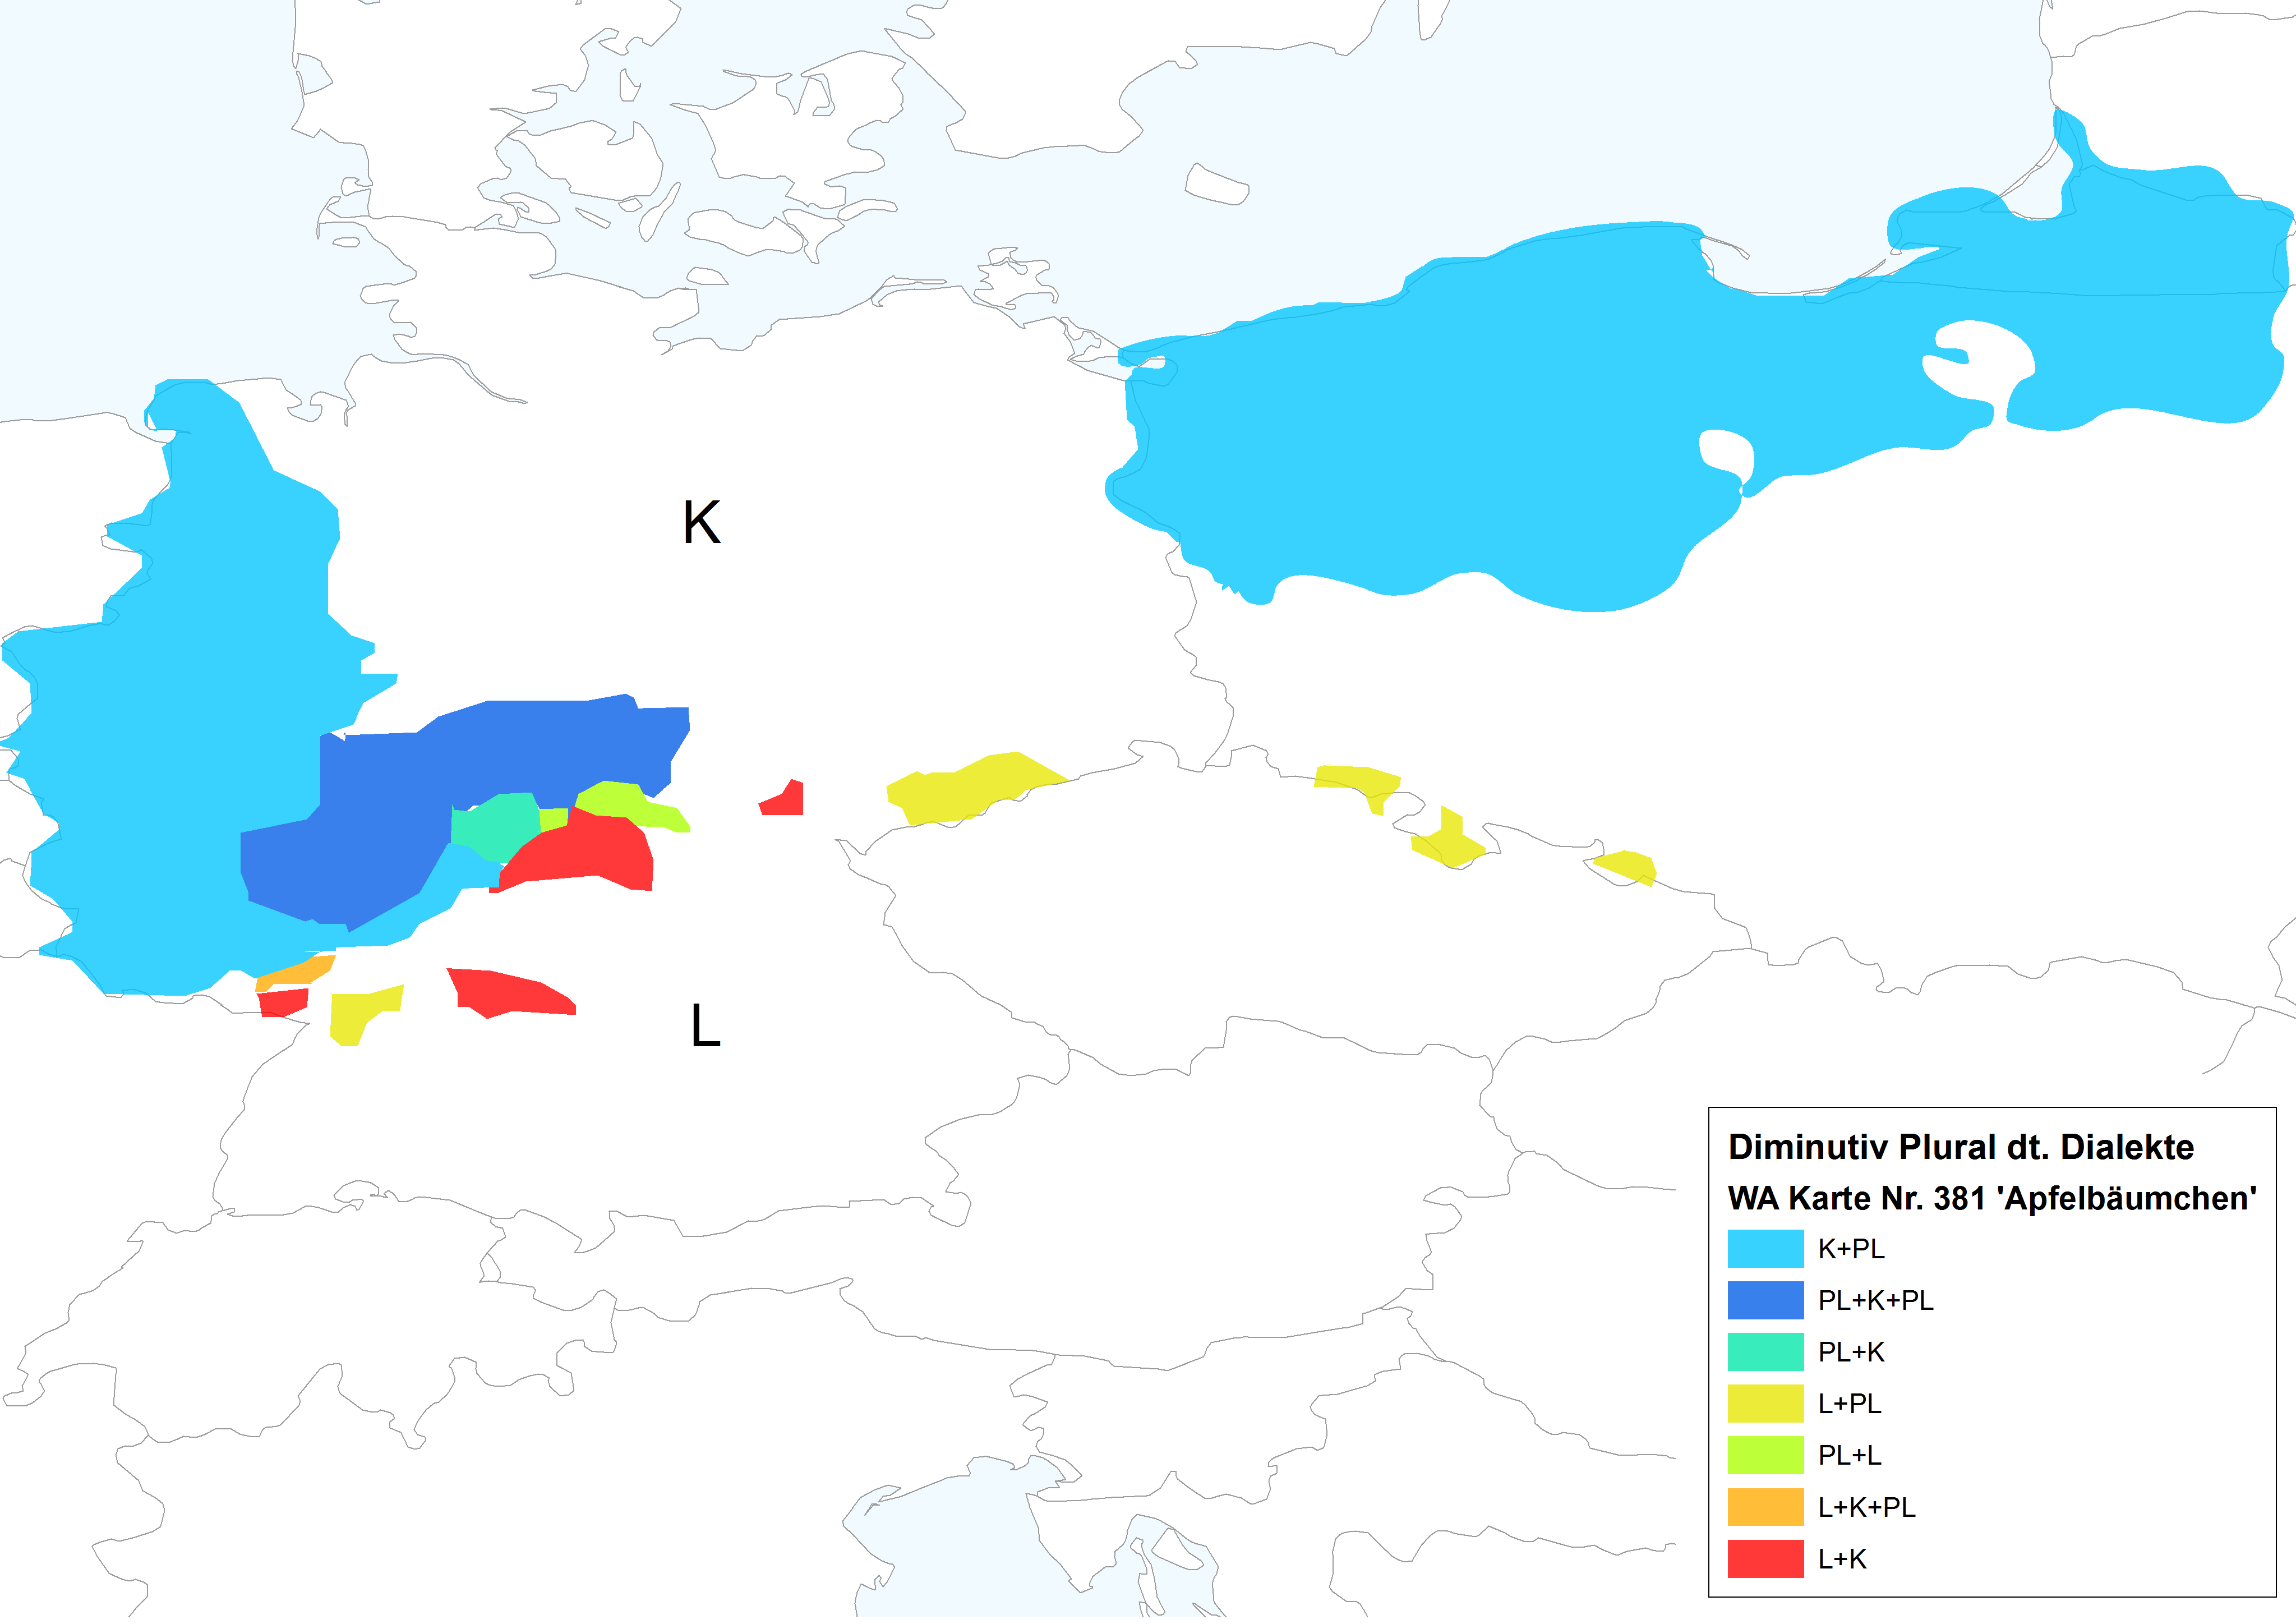 K
L
Diminutiv Plural dt. Dialekte
WA Karte Nr. 381 'Apfelbäumchen'
K+PL
PL+K+PL
PL+K
L+PL
PL+L
L+K+PL
L+K